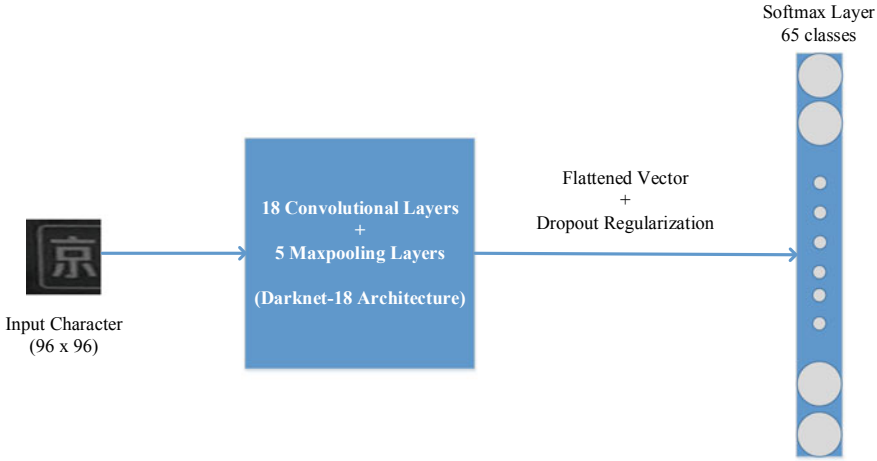 Softmax Layer
65 classes
18 Convolutional Layers
+
5 Maxpooling Layers
(Darknet-18 Architecture)
Flattened Vector
+
Dropout Regularization
京
Input Character
(96 x 96)